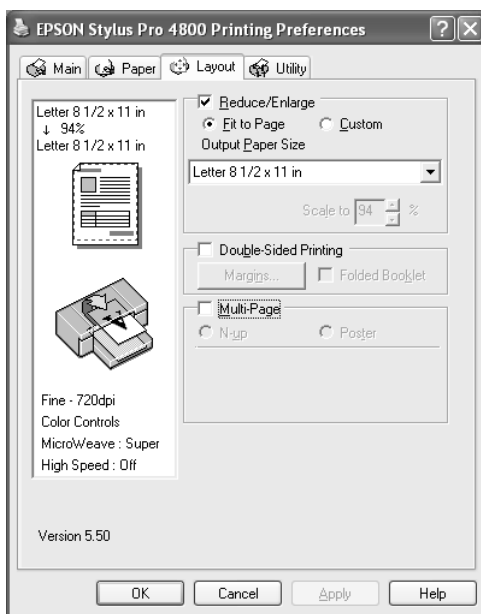 EPSON Stylus Pro 4800 Printing Preferences
Main Paper Layout Utility
Letter 8 1/2 x 11 in
↓ 94%
Letter 8 1/2 x 11 in
Fine - 720dpi
Color Controls
MicroWeave : Super
High Speed : Off
Version 5.50
Reduce/Enlarge
Fit to Page Custom
Output Paper Size
Letter 8 1/2 x 11 in
Scale to 94 %
Double-Sided Printing
Margins... Folded Booklet
Multi-Page
N-up Poster
OK Cancel Apply Help